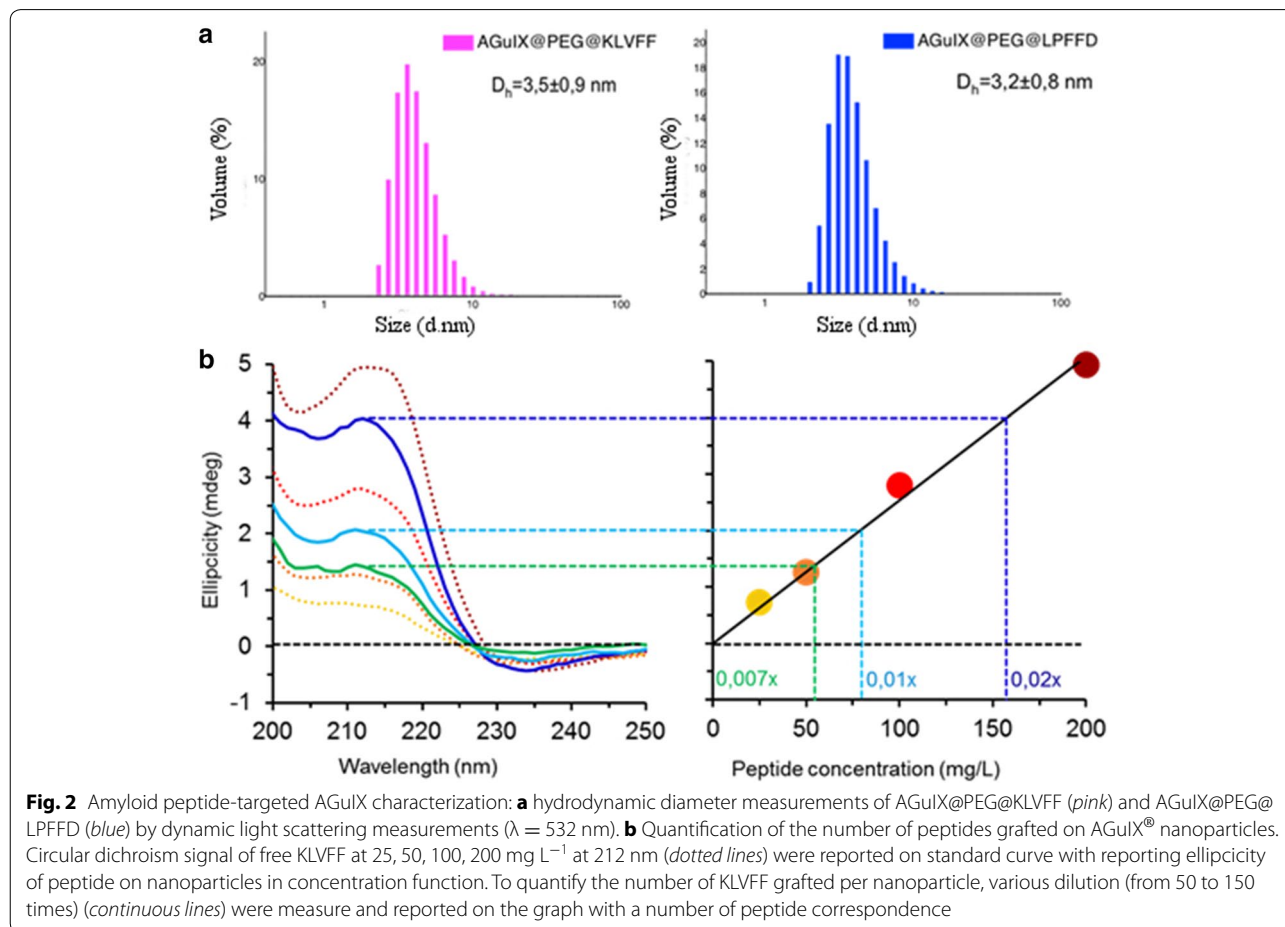 a
AGuIX@PEG@KLVFF
D_h=3,5±0,9 nm
20
10
0
Volume (%)
1
10
100
Size (d.nm)
AGuIX@PEG@LPFFD
D_h=3,2±0,8 nm
20
18
16
14
12
10
8
6
4
2
0
Volume (%)
1
10
100
Size (d.nm)
b
5
4
3
2
1
0
-1
Ellipcicity (mdeg)
200 210 220 230 240 250
Wavelength (nm)
0,007x
0,01x
0,02x
0 50 100 150 200
Peptide concentration (mg/L)
Fig. 2 Amyloid peptide-targeted AGuIX characterization: a hydrodynamic diameter measurements of AGuIX@PEG@KLVFF (pink) and AGuIX@PEG@
LPFFD (blue) by dynamic light scattering measurements (λ = 532 nm). b Quantification of the number of peptides grafted on AGuIX® nanoparticles.
Circular dichroism signal of free KLVFF at 25, 50, 100, 200 mg L⁻¹ at 212 nm (dotted lines) were reported on standard curve with reporting ellipcicity
of peptide on nanoparticles in concentration function. To quantify the number of KLVFF grafted per nanoparticle, various dilution (from 50 to 150
times) (continuous lines) were measure and reported on the graph with a number of peptide correspondence